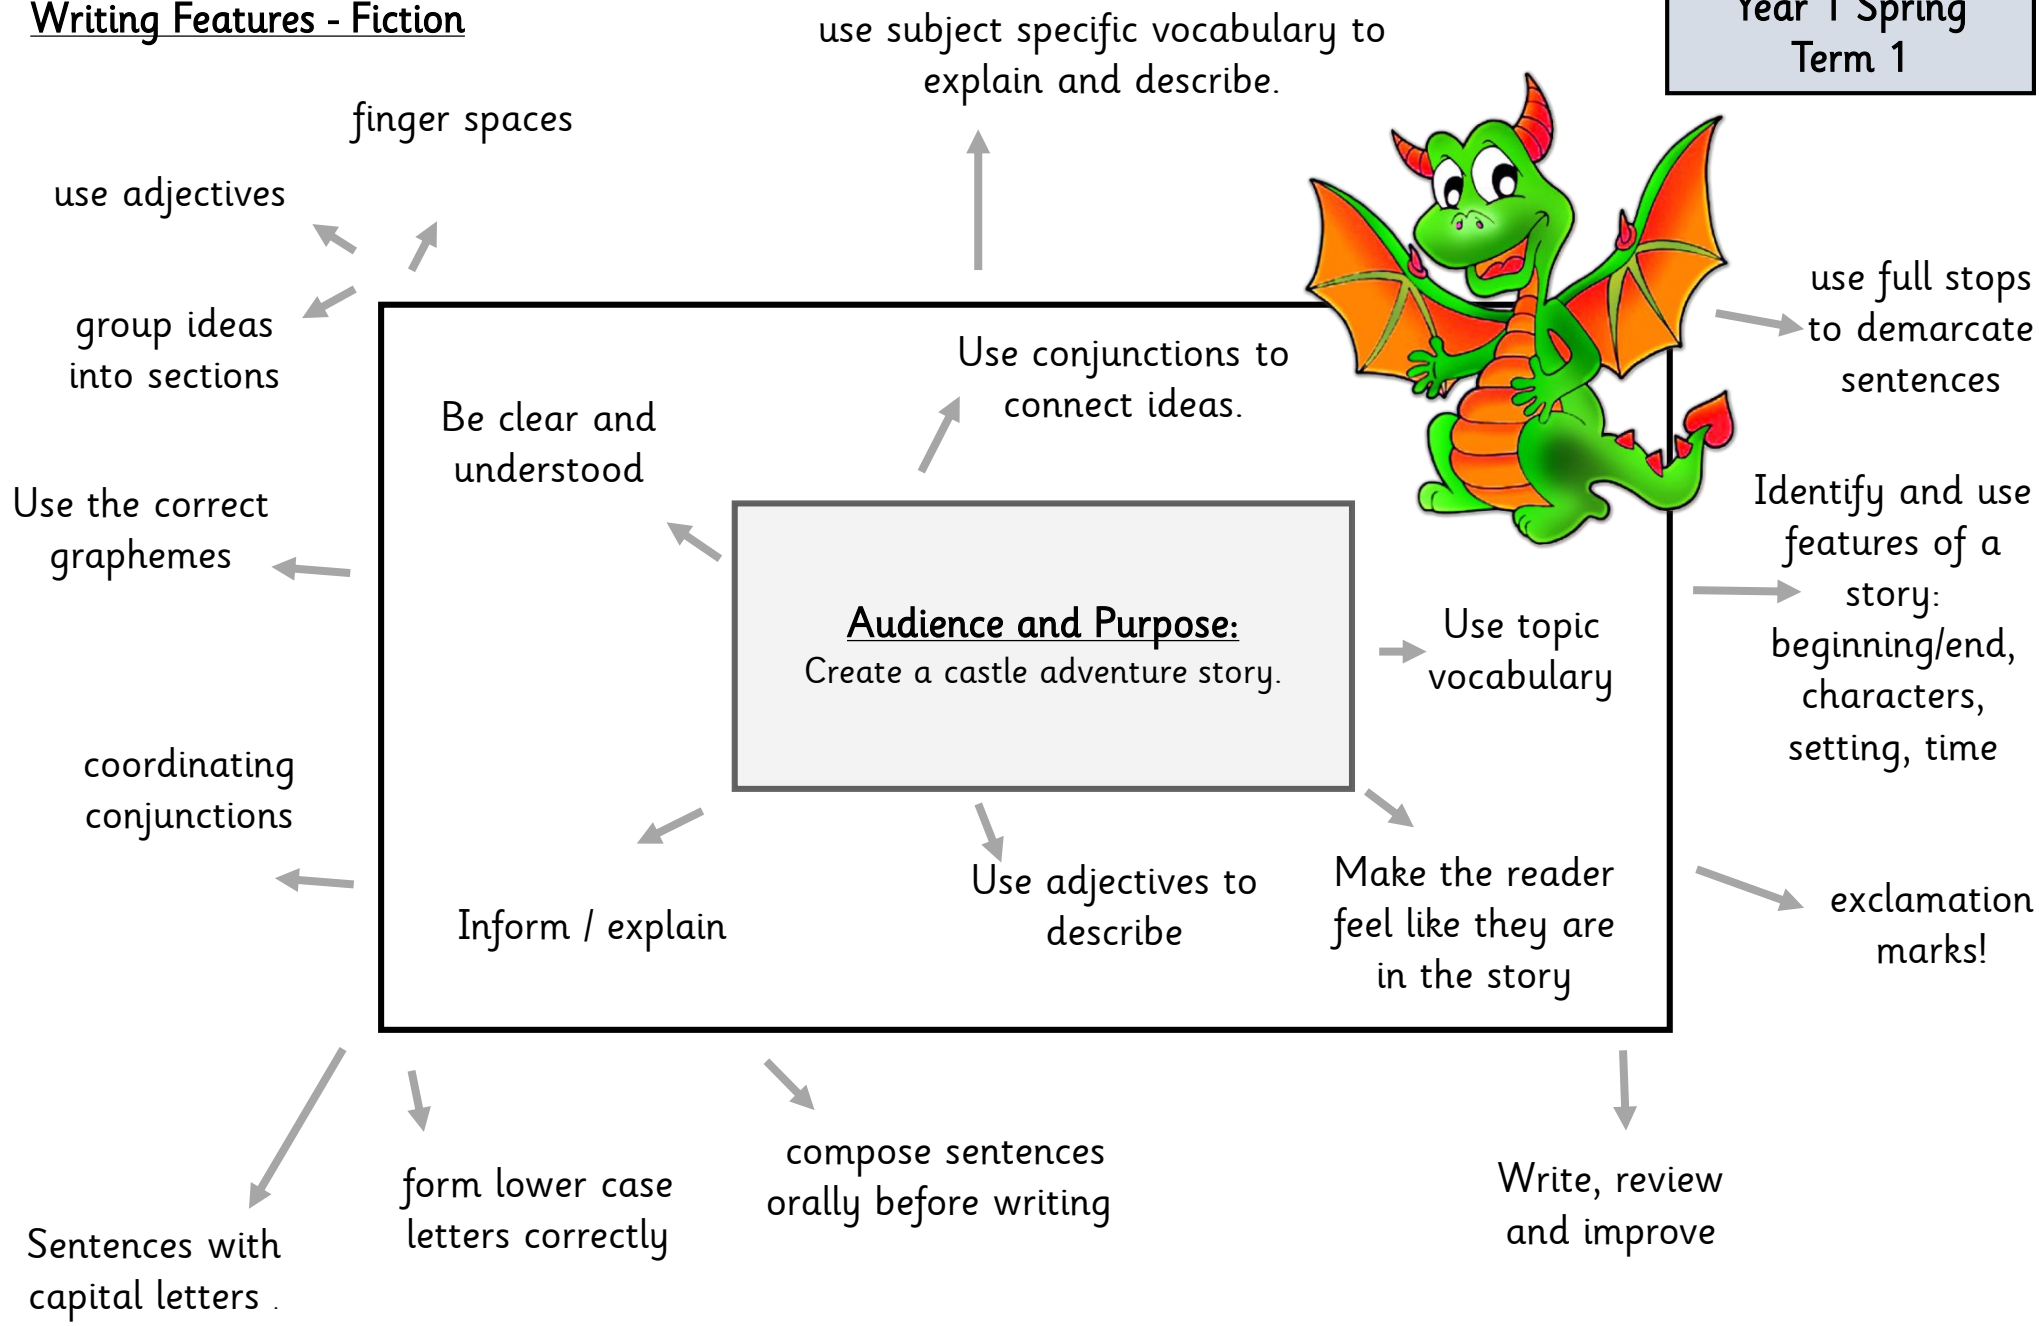 Writing Features - Fiction
Year 1 Spring
Term 1
use subject specific vocabulary to
explain and describe.
finger spaces
use adjectives
group ideas
into sections
Use the correct
graphemes
coordinating
conjunctions
Sentences with
capital letters .
form lower case
letters correctly
compose sentences
orally before writing
Write, review
and improve
exclamation
marks!
Identify and use
features of a
story:
beginning/end,
characters,
setting, time
use full stops
to demarcate
sentences
Be clear and
understood
Use conjunctions to
connect ideas.
Use topic
vocabulary
Make the reader
feel like they are
in the story
Use adjectives to
describe
Inform / explain
Audience and Purpose:
Create a castle adventure story.